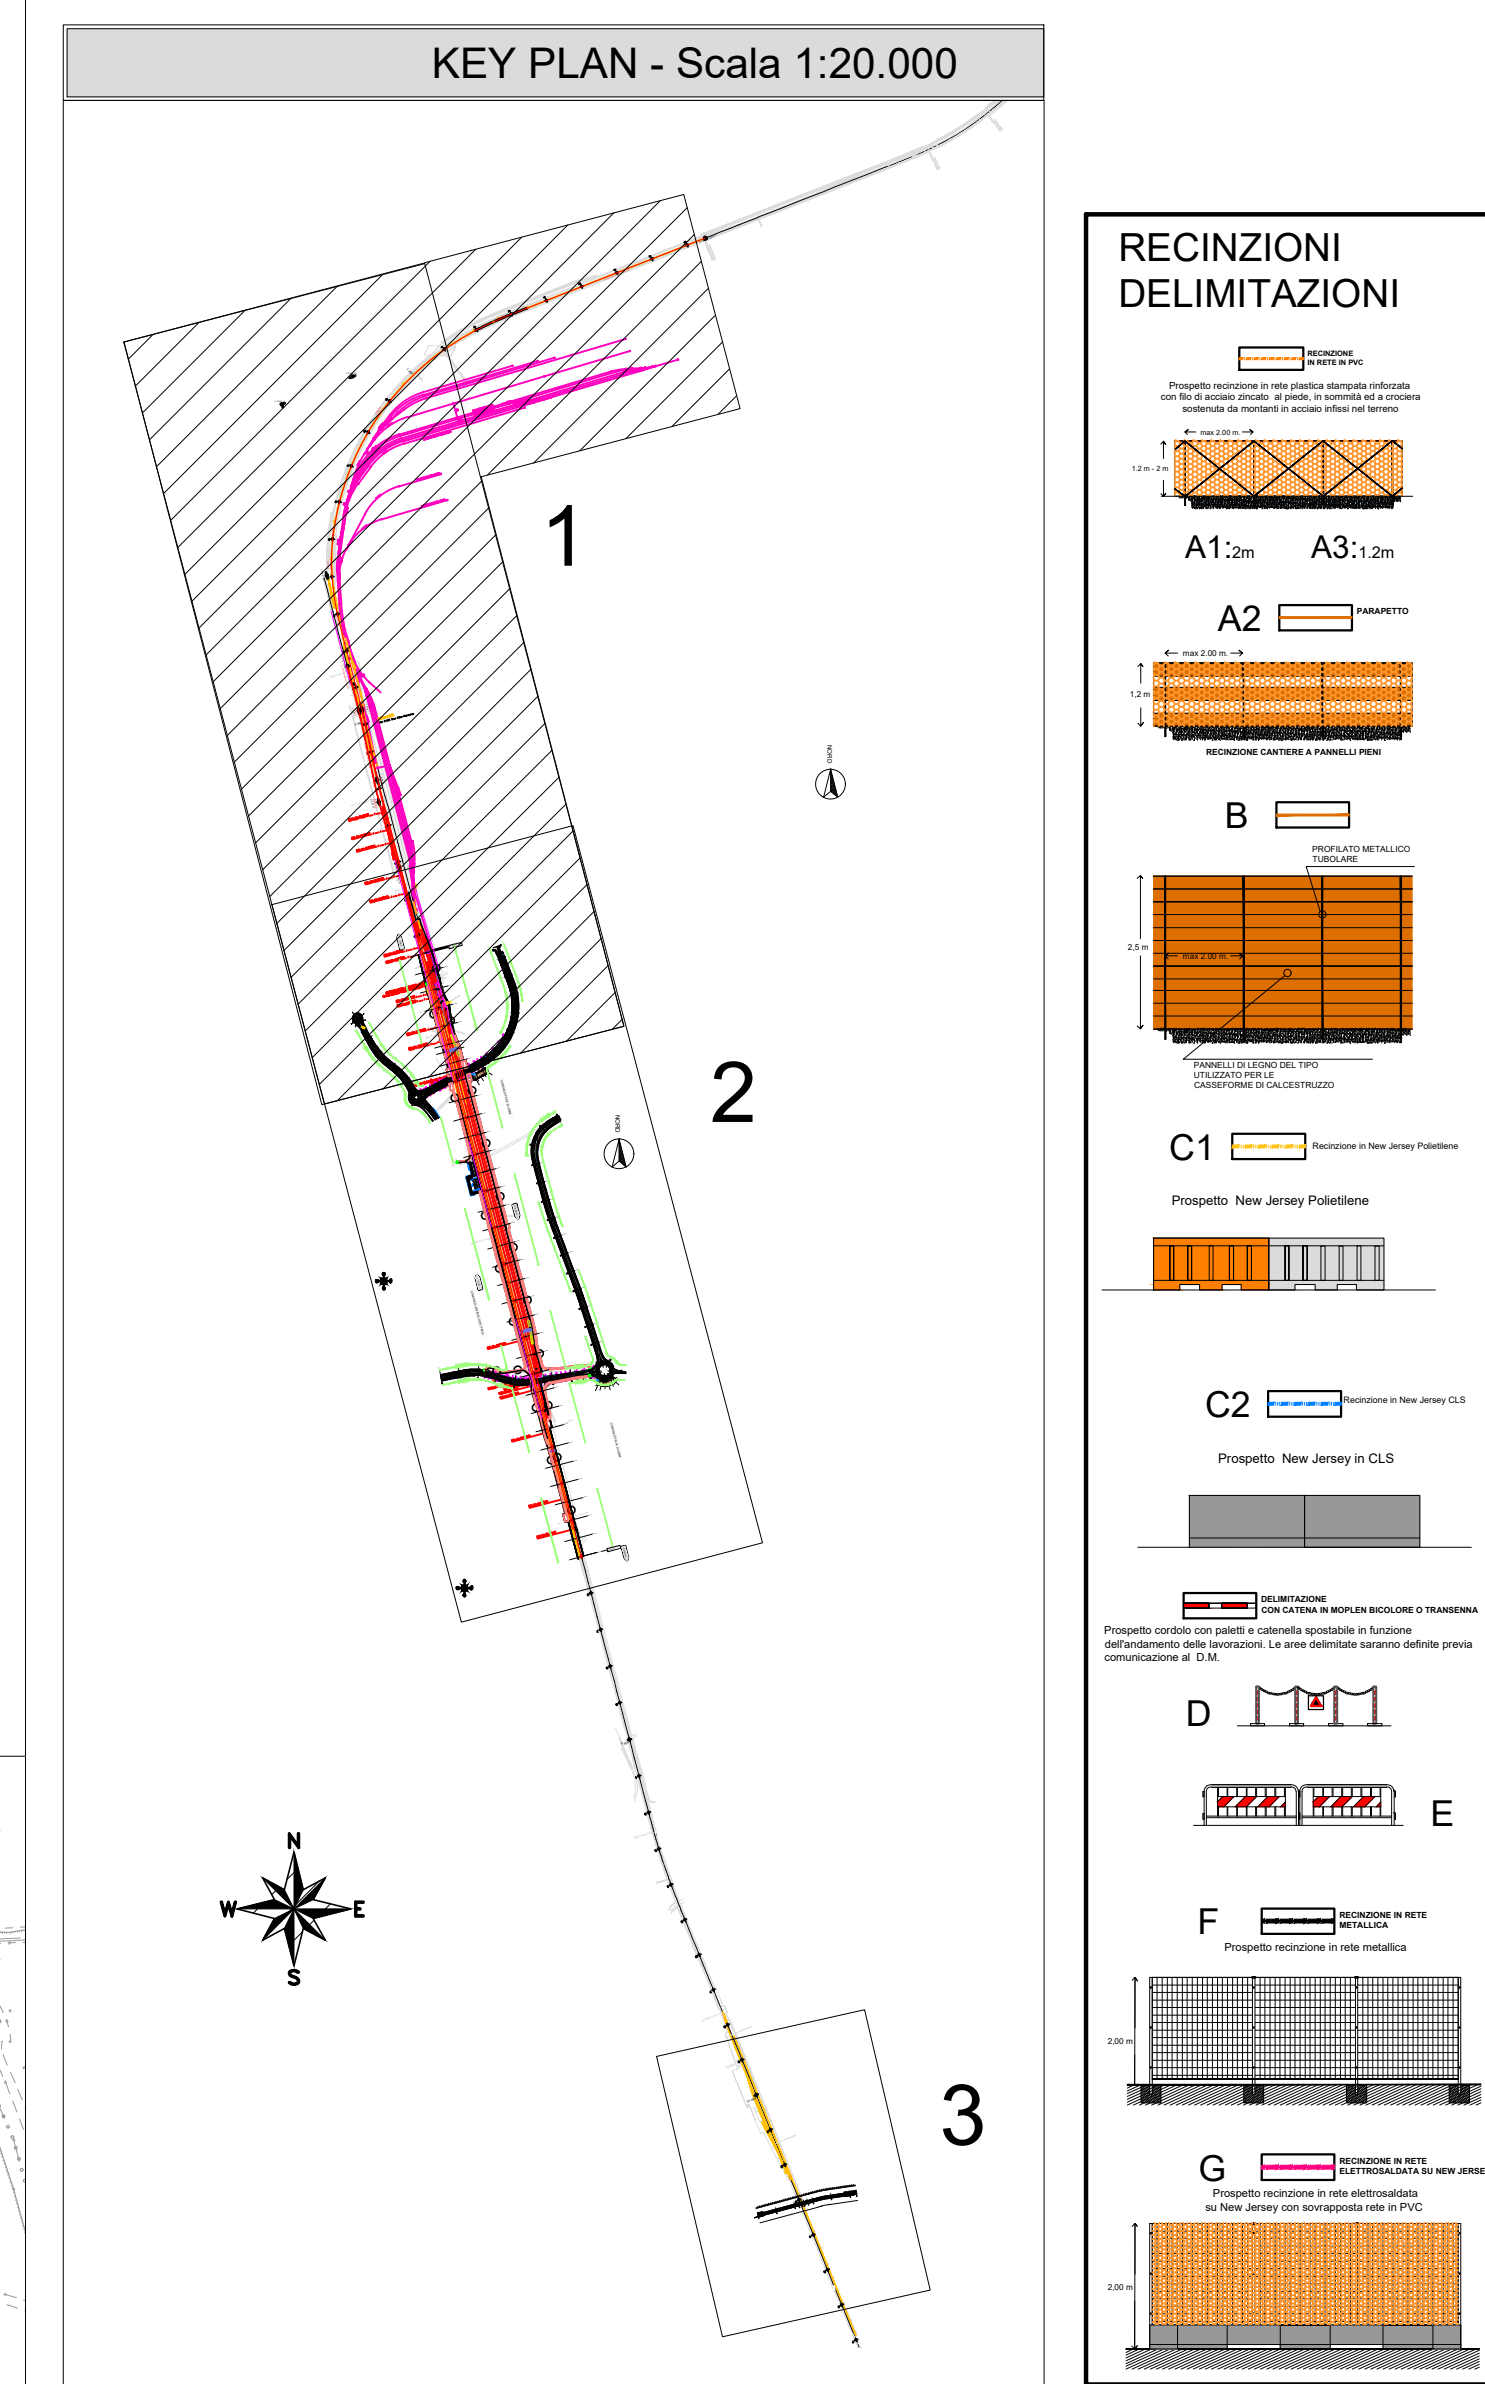 KEY PLAN - Scala 1:20.000
1
NORD
2
NORD
N
W
E
S
3
RECINZIONI
DELIMITAZIONI
RECINZIONE
IN RETE IN PVC
Prospetto recinzione in rete plastica stampata rinforzata
con filo di acciaio zincato al piede, in sommità ed a crociera
sostenuta da montanti in acciaio infissi nel terreno
max 2.00 m.
1.2 m - 2 m
A1:2m
A3:1.2m
A2
PARAPETTO
max 2.00 m.
1,2 m
RECINZIONE CANTIERE A PANNELLI PIENI
B
PROFILATO METALLICO
TUBOLARE
2,5 m
max 2.00 m.
PANNELLI DI LEGNO DEL TIPO
UTILIZZATO PER LE
CASSEFORME DI CALCESTRUZZO
C1
Recinzione in New Jersey Polietilene
Prospetto New Jersey Polietilene
C2
Recinzione in New Jersey CLS
Prospetto New Jersey in CLS
DELIMITAZIONE
CON CATENA IN MOPLEN BICOLORE O TRANSENNA
Prospetto cordolo con paletti e catenella spostabile in funzione
dell'andamento delle lavorazioni. Le aree delimitate saranno definite previa
comunicazione al D.M.
D
E
F
RECINZIONE IN RETE
METALLICA
Prospetto recinzione in rete metallica
2,00 m
G
RECINZIONE IN RETE
ELETTROSALDATA SU NEW JERSE
Prospetto recinzione in rete elettrosaldata
su New Jersey con sovrapposta rete in PVC
2,00 m